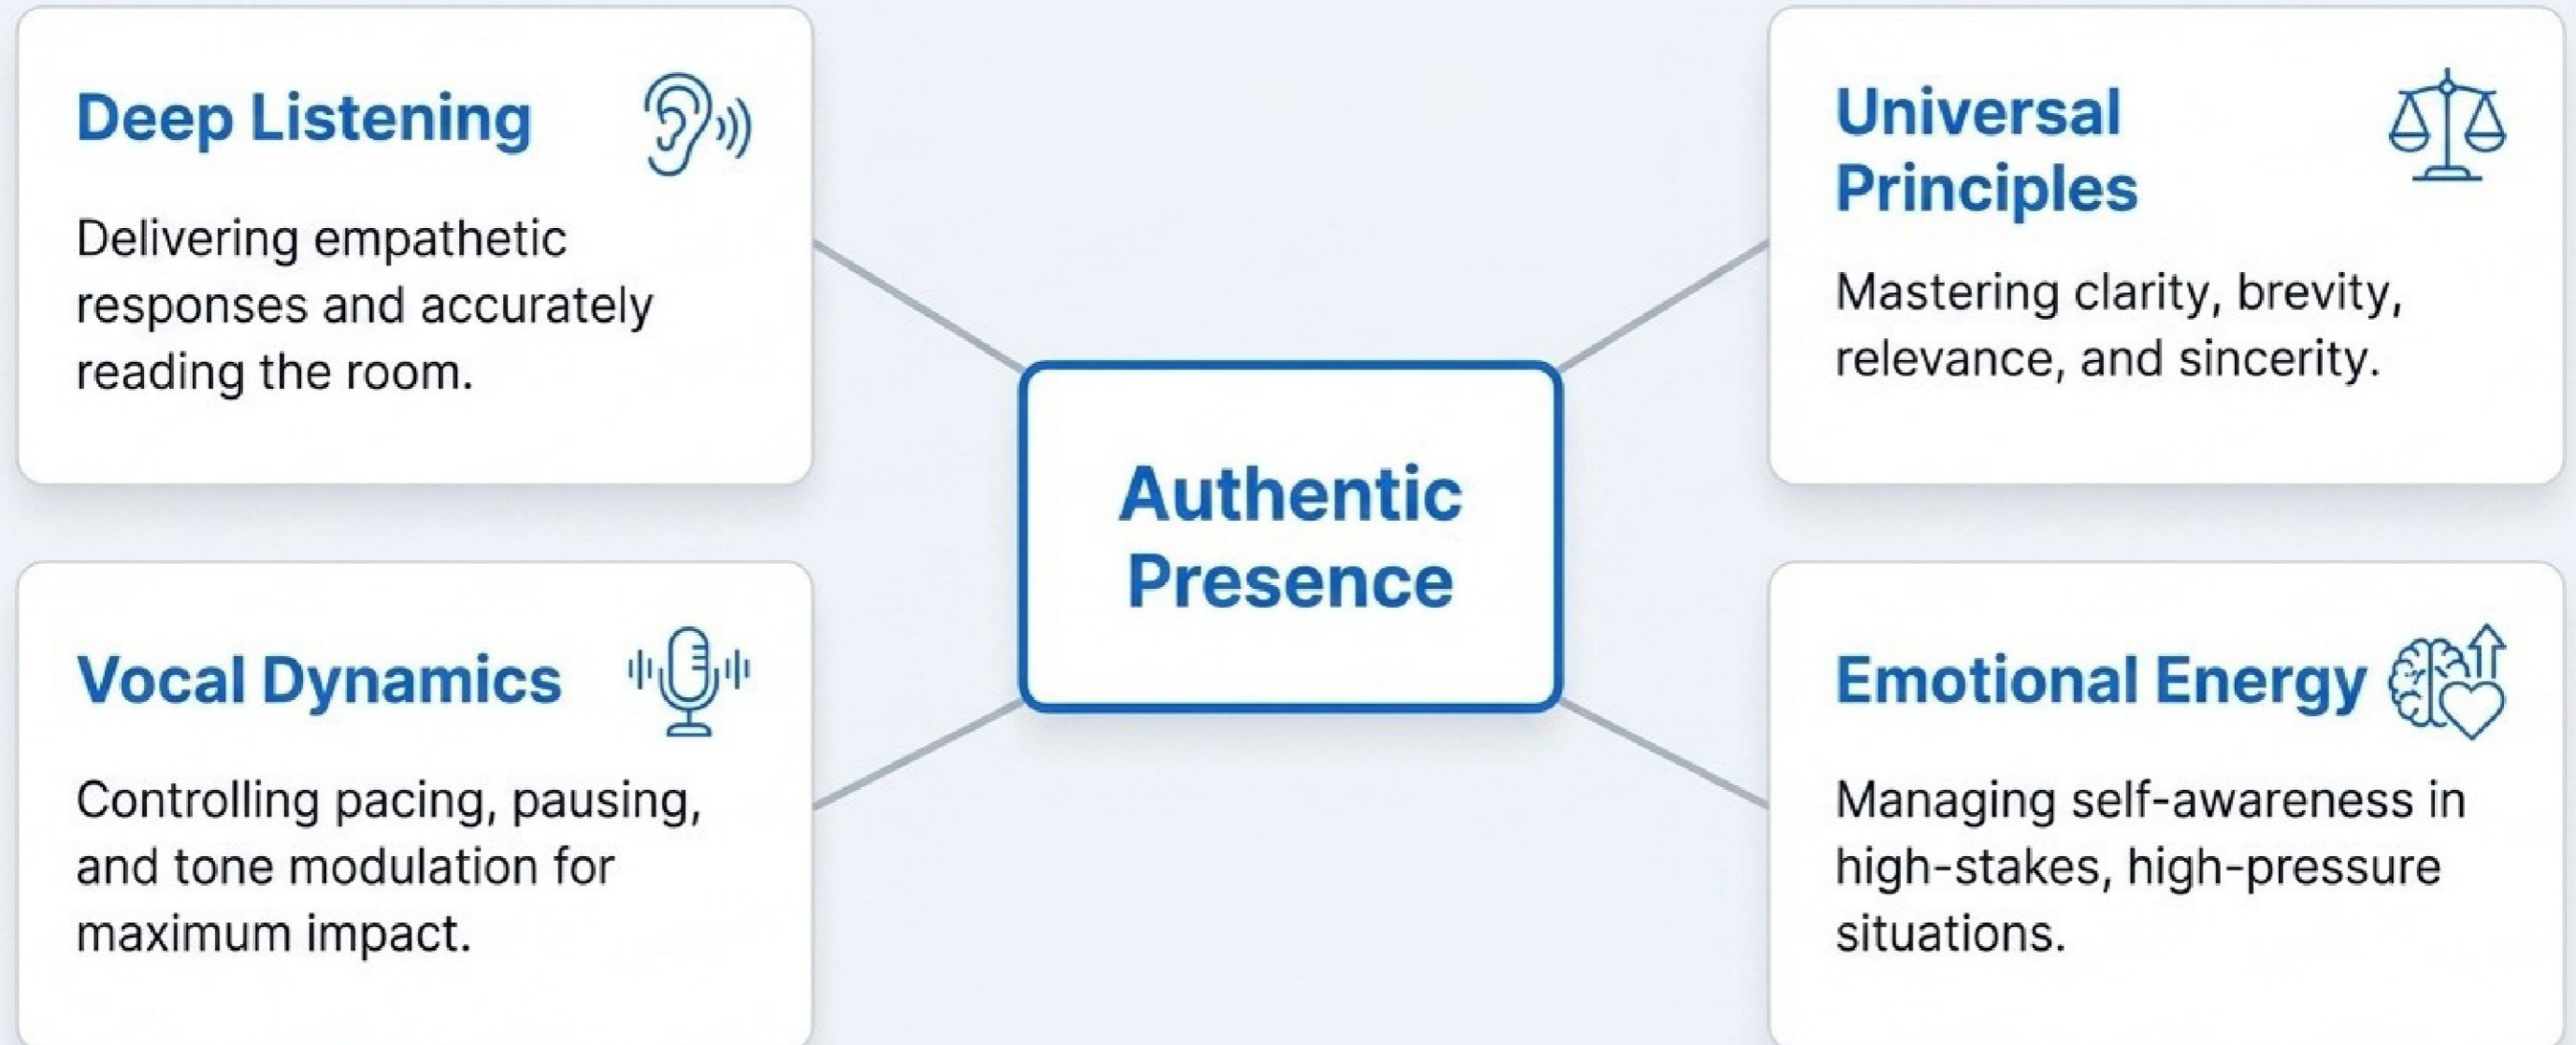 Deep Listening
Delivering empathetic
responses and accurately
reading the room.
Universal
Principles
Mastering clarity, brevity,
relevance, and sincerity.
Authentic
Presence
Vocal Dynamics
Controlling pacing, pausing,
and tone modulation for
maximum impact.
Emotional Energy
Managing self-awareness in
high-stakes, high-pressure
situations.